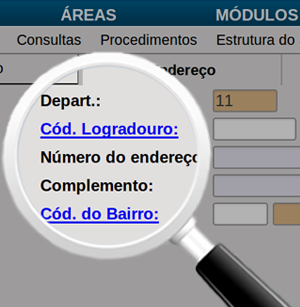 ÁREAS MÓDULOS
Consultas Procedimentos Estrutura do
ndereço
Depart.: 11
Cód. Logradouro:
Número do endereço
Complemento:
Cód. do Bairro: